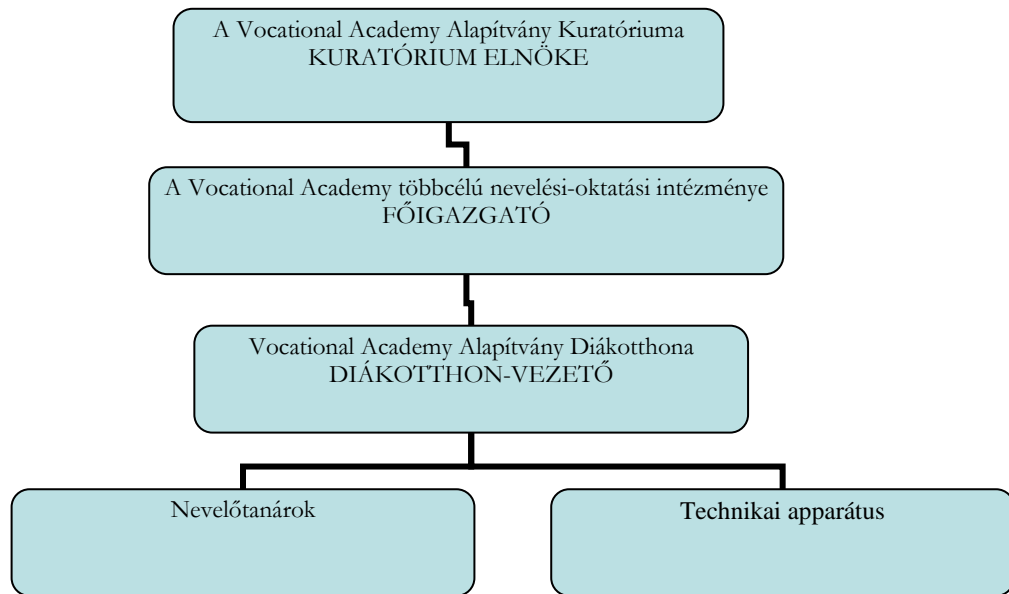 A Vocational Academy Alapítvány Kuratóriuma
KURATÓRIUM ELNÖKE
A Vocational Academy többcélú nevelési-oktatási intézménye
FŐIGAZGATÓ
Vocational Academy Alapítvány Diákotthona
DIÁKOTTHON-VEZETŐ
Nevelőtanárok
Technikai apparátus